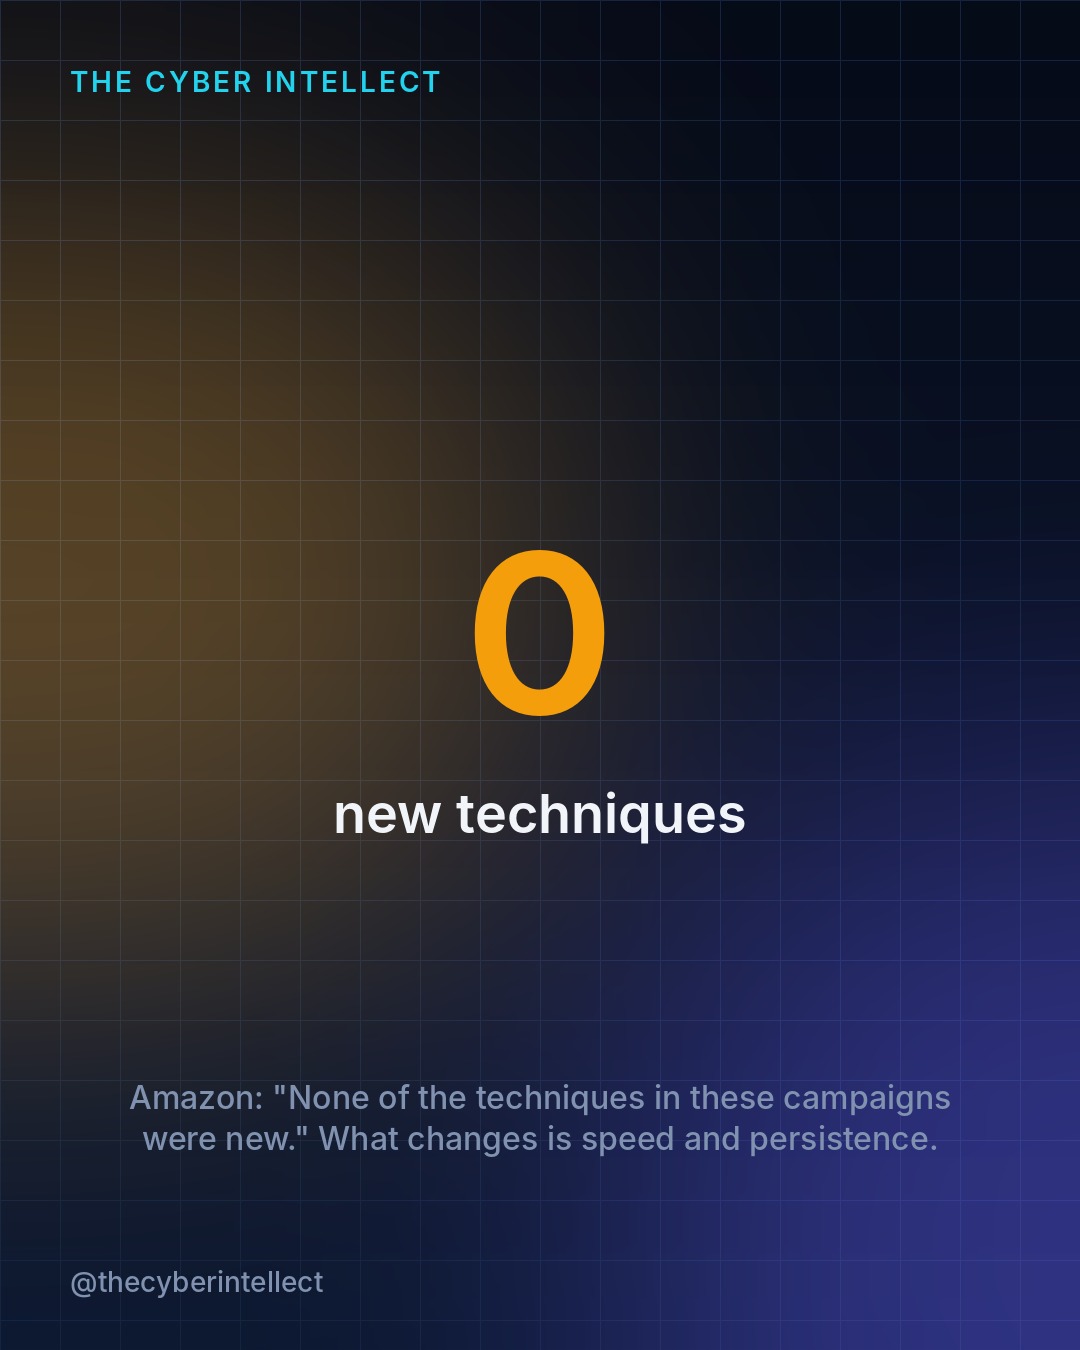 THE CYBER INTELLECT
0
new techniques
Amazon: "None of the techniques in these campaigns
were new." What changes is speed and persistence.
@thecyberintellect